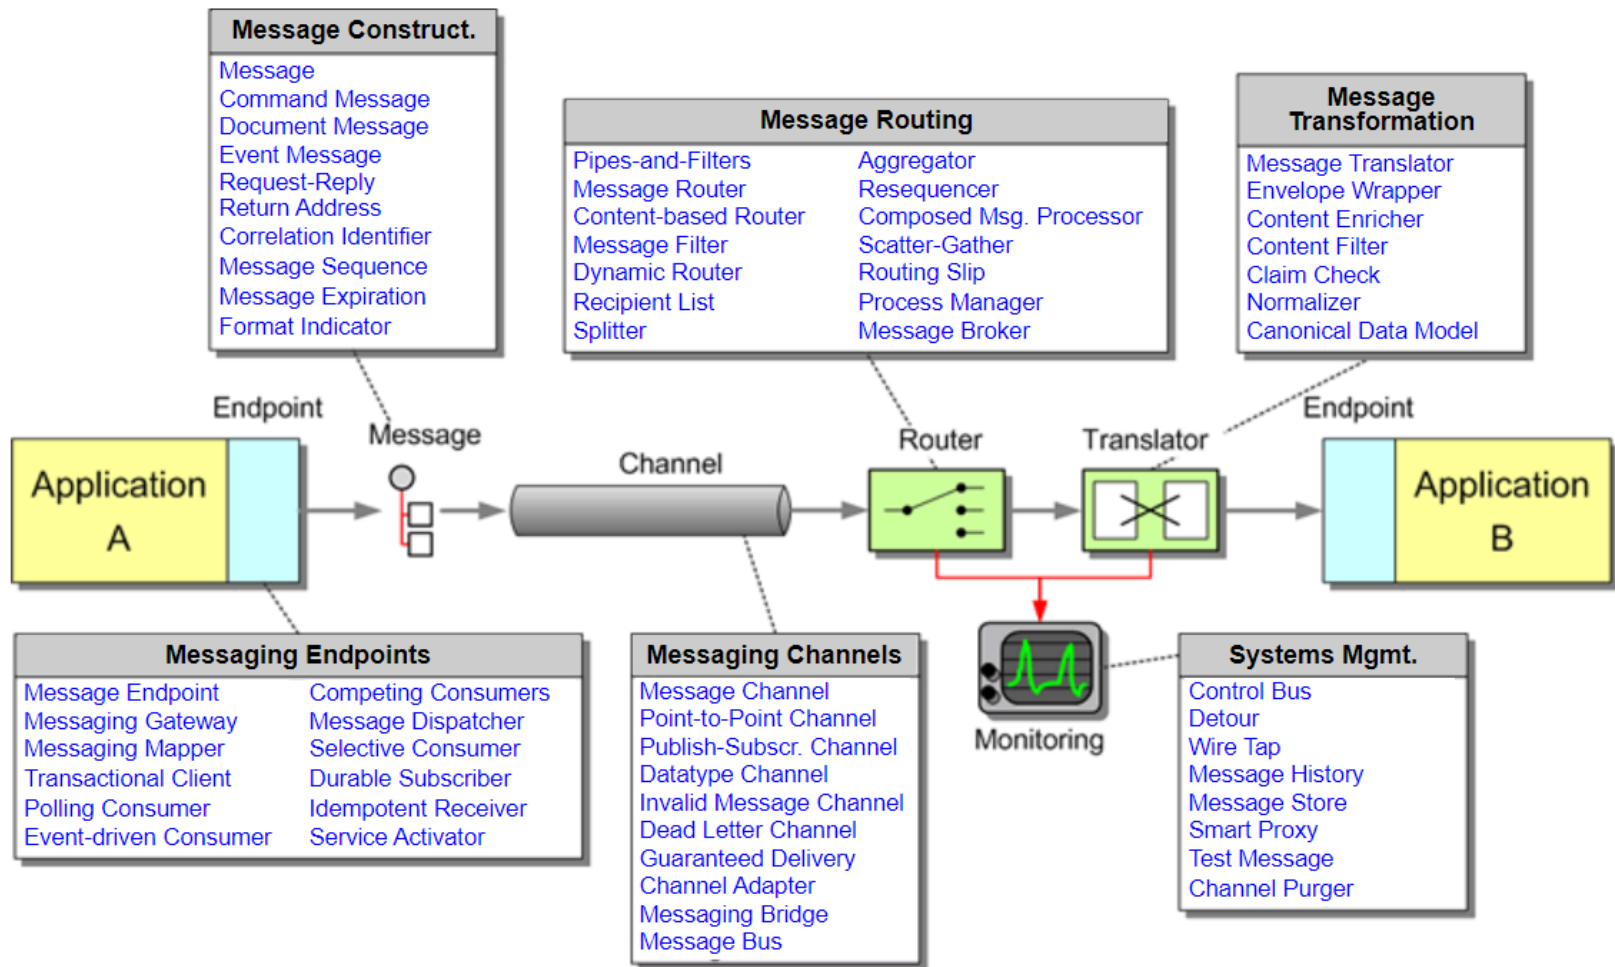 Message Construct.
Message
Command Message
Document Message
Event Message
Request-Reply
Return Address
Correlation Identifier
Message Sequence
Message Expiration
Format Indicator
Message Routing
Pipes-and-Filters
Message Router
Content-based Router
Message Filter
Dynamic Router
Recipient List
Splitter
Aggregator
Resequencer
Composed Msg. Processor
Scatter-Gather
Routing Slip
Process Manager
Message Broker
Message
Transformation
Message Translator
Envelope Wrapper
Content Enricher
Content Filter
Claim Check
Normalizer
Canonical Data Model
Endpoint
Application
A
Message
Channel
Router
Translator
Endpoint
Application
B
Messaging Endpoints
Message Endpoint
Messaging Gateway
Messaging Mapper
Transactional Client
Polling Consumer
Event-driven Consumer
Competing Consumers
Message Dispatcher
Selective Consumer
Durable Subscriber
Idempotent Receiver
Service Activator
Messaging Channels
Message Channel
Point-to-Point Channel
Publish-Subscr. Channel
Datatype Channel
Invalid Message Channel
Dead Letter Channel
Guaranteed Delivery
Channel Adapter
Messaging Bridge
Message Bus
Monitoring
Systems Mgmt.
Control Bus
Detour
Wire Tap
Message History
Message Store
Smart Proxy
Test Message
Channel Purger